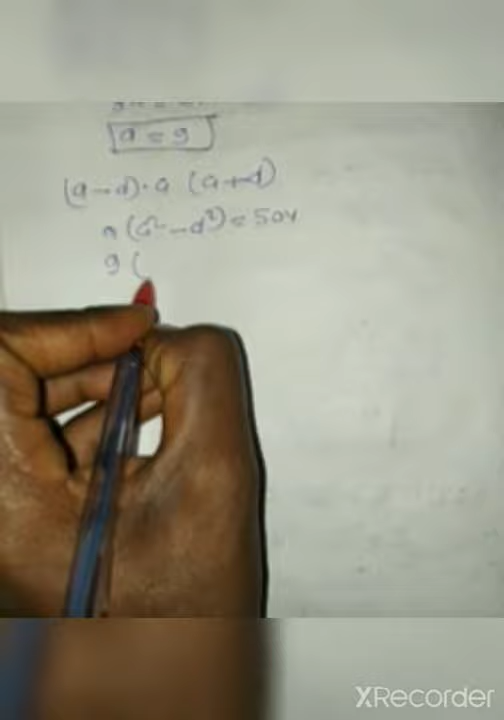 a = 9
(a-d)·a (a+d)
a (a²-d²) = 504
9 (
XRecorder